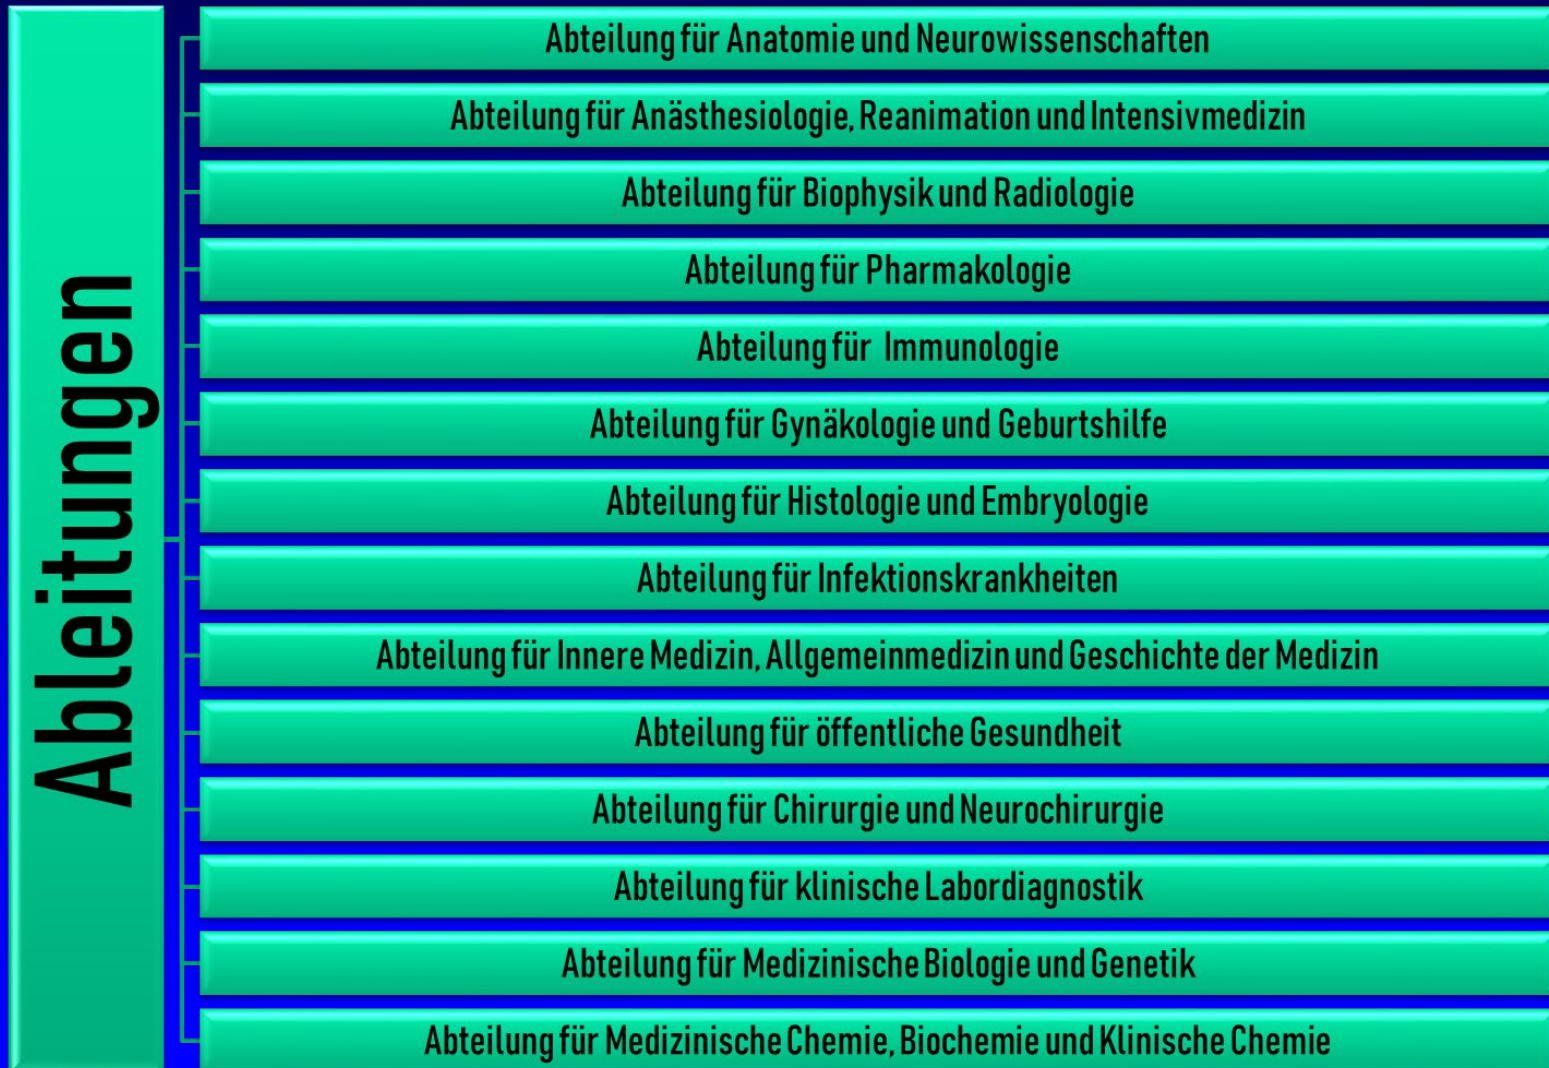 Ableitungen
Abteilung für Anatomie und Neurowissenschaften
Abteilung für Anästhesiologie, Reanimation und Intensivmedizin
Abteilung für Biophysik und Radiologie
Abteilung für Pharmakologie
Abteilung für Immunologie
Abteilung für Gynäkologie und Geburtshilfe
Abteilung für Histologie und Embryologie
Abteilung für Infektionskrankheiten
Abteilung für Innere Medizin, Allgemeinmedizin und Geschichte der Medizin
Abteilung für öffentliche Gesundheit
Abteilung für Chirurgie und Neurochirurgie
Abteilung für klinische Labordiagnostik
Abteilung für Medizinische Biologie und Genetik
Abteilung für Medizinische Chemie, Biochemie und Klinische Chemie